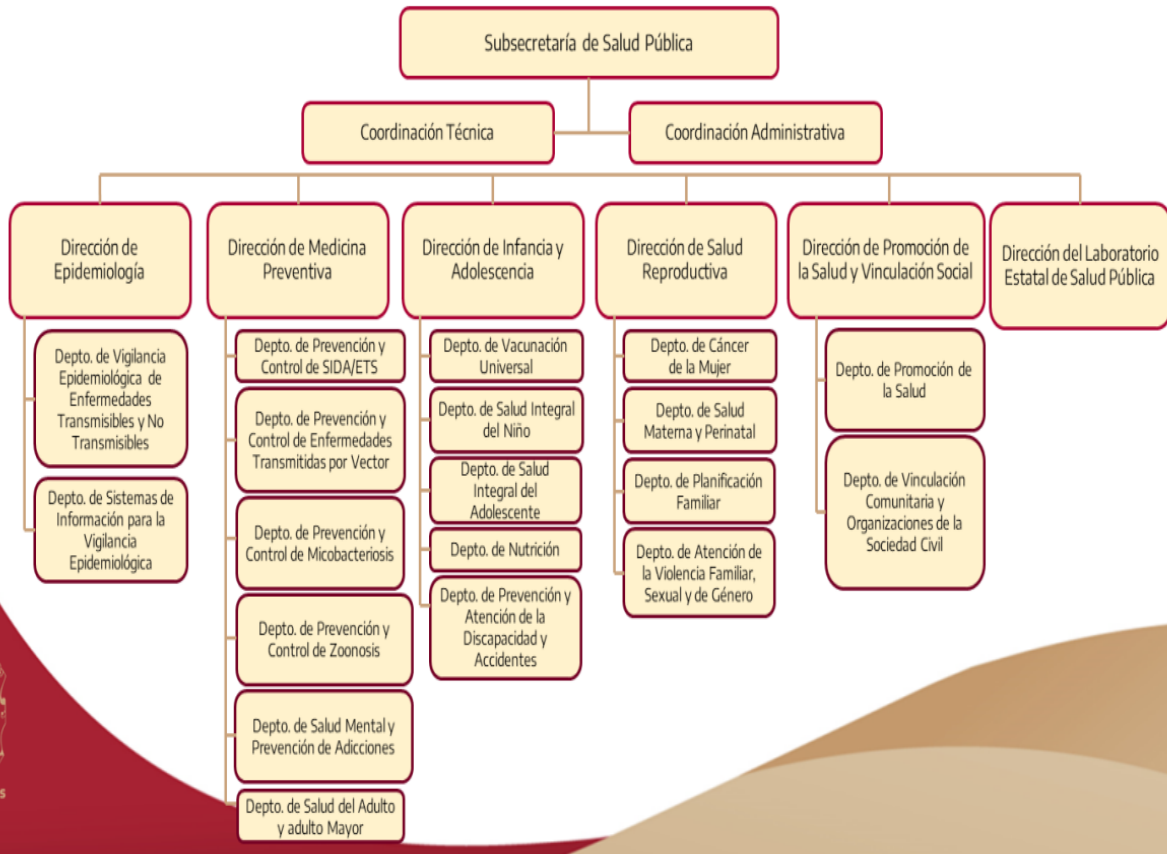 Subsecretaría de Salud Pública
Coordinación Técnica
Coordinación Administrativa
Dirección de
Epidemiología
Dirección de Medicina
Preventiva
Dirección de Infancia y
Adolescencia
Dirección de Salud
Reproductiva
Dirección de Promoción de
la Salud y Vinculación Social
Dirección del Laboratorio
Estatal de Salud Pública
Depto. de Vigilancia
Epidemiológica de
Enfermedades
Transmisibles y No
Transmisibles
Depto. de Sistemas de
Información para la
Vigilancia
Epidemiológica
Depto. de Prevención y
Control de SIDA/ETS
Depto. de Prevención y
Control de Enfermedades
Transmitidas por Vector
Depto. de Prevención y
Control de Micobacteriosis
Depto. de Prevención y
Control de Zoonosis
Depto. de Salud Mental y
Prevención de Adicciones
Depto. de Salud del Adulto
y adulto Mayor
Depto. de Vacunación
Universal
Depto. de Salud Integral
del Niño
Depto. de Salud
Integral del
Adolescente
Depto. de Nutrición
Depto. de Prevención y
Atención de la
Discapacidad y
Accidentes
Depto. de Cáncer
de la Mujer
Depto. de Salud
Materna y Perinatal
Depto. de Planificación
Familiar
Depto. de Atención de
la Violencia Familiar,
Sexual y de Género
Depto. de Promoción de
la Salud
Depto. de Vinculación
Comunitaria y
Organizaciones de la
Sociedad Civil